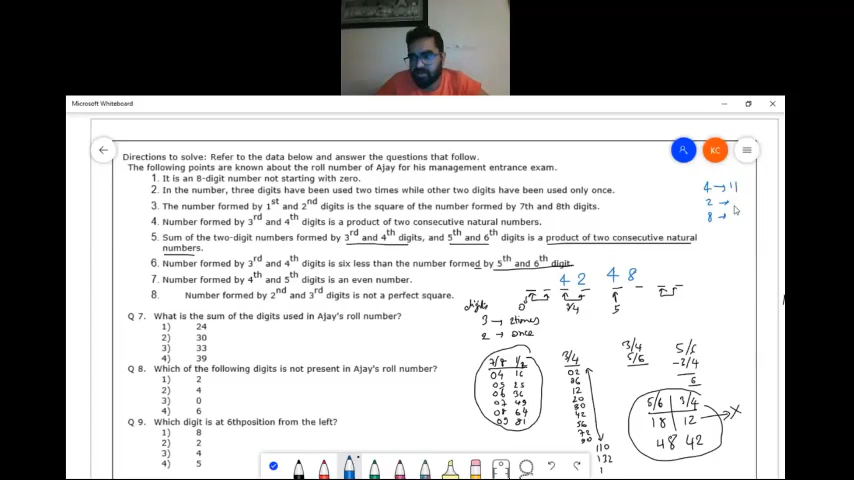 Microsoft Whiteboard
KC
Directions to solve: Refer to the data below and answer the questions that follow.
The following points are known about the roll number of Ajay for his management entrance exam.
1. It is an 8-digit number not starting with zero.
2. In the number, three digits have been used two times while other two digits have been used only once.
3. The number formed by 1st and 2nd digits is the square of the number formed by 7th and 8th digits.
4. Number formed by 3rd and 4th digits is a product of two consecutive natural numbers.
5. Sum of the two-digit numbers formed by 3rd and 4th digits, and 5th and 6th digits is a product of two consecutive natural
numbers.
6. Number formed by 3rd and 4th digits is six less than the number formed by 5th and 6th digit.
7. Number formed by 4th and 5th digits is an even number.
8. Number formed by 2nd and 3rd digits is not a perfect square.
4 → 11
2 →
8 →
4 2 4 8
3/4 5
digits
3 → 2times
2 → once
Q 7. What is the sum of the digits used in Ajay's roll number?
1) 24
2) 30
3) 33
4) 39
Q 8. Which of the following digits is not present in Ajay's roll number?
1) 2
2) 4
3) 0
4) 6
Q 9. Which digit is at 6thposition from the left?
1) 8
2) 2
3) 4
4) 5
7/8 1/2
04 16
05 25
06 36
07 49
08 64
09 81
3/4
02
06
12
20
30
42
56
72
90
110
132
3/4
5/6
5/6
-3/4
6
5/6 3/4
18 12 → X
48 42